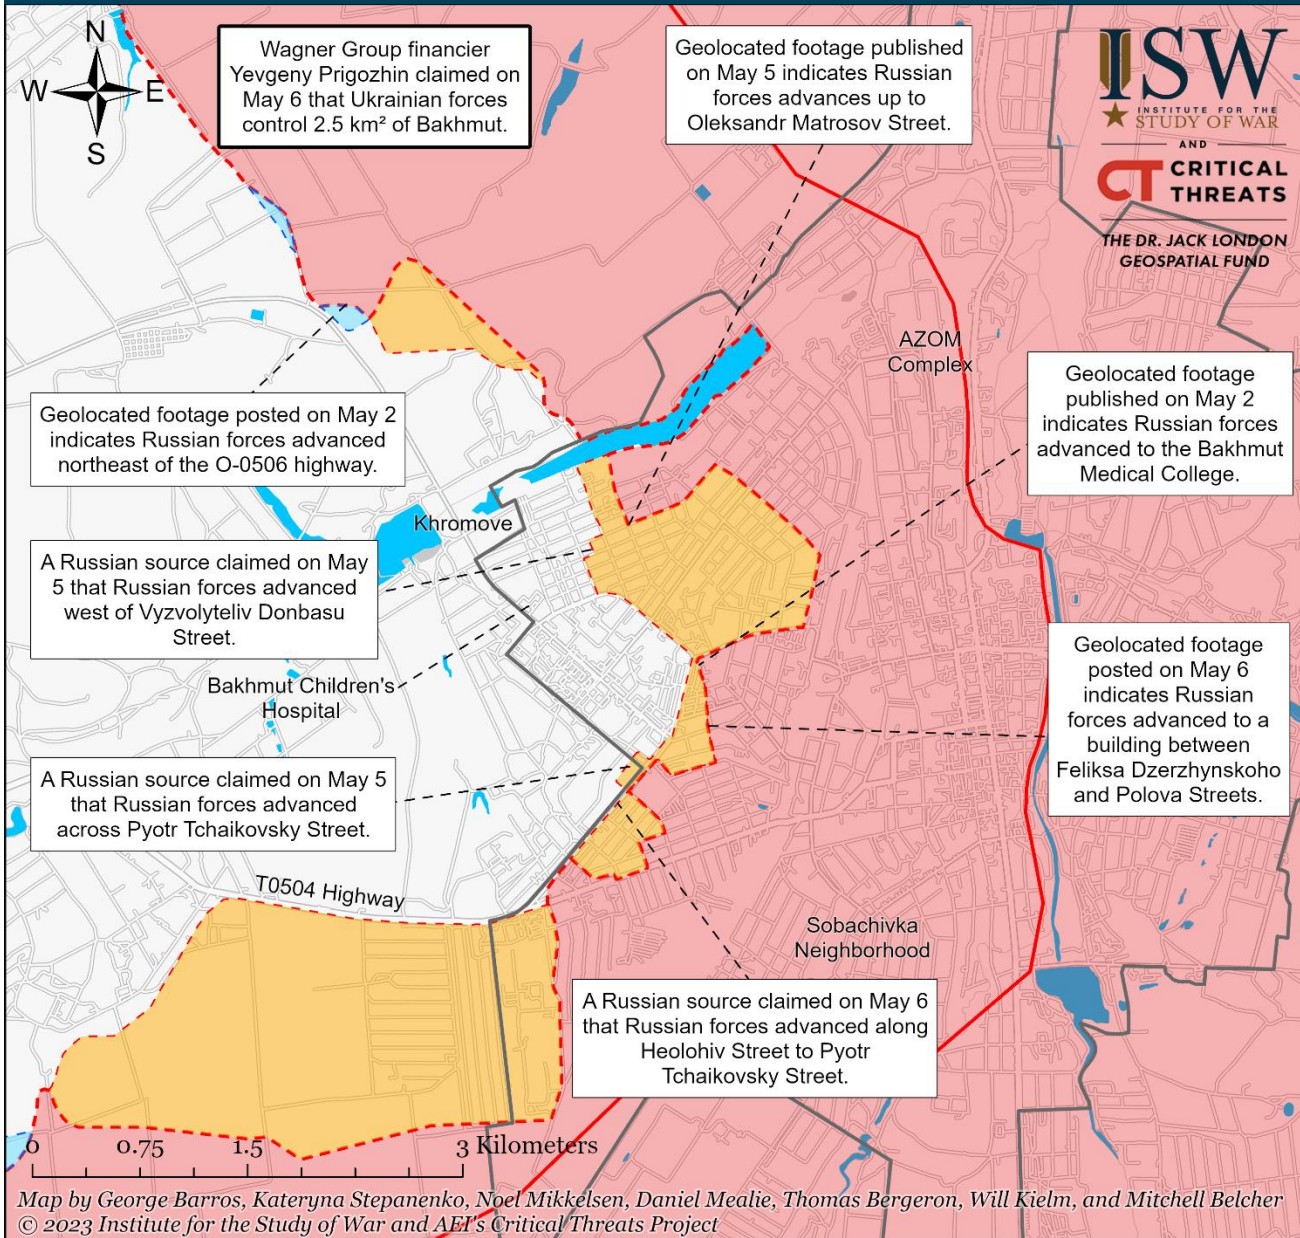 N
W E
S
Wagner Group financier
Yevgeny Prigozhin claimed on
May 6 that Ukrainian forces
control 2.5 km² of Bakhmut.
Geolocated footage published
on May 5 indicates Russian
forces advances up to
Oleksandr Matrosov Street.
ISW
INSTITUTE FOR THE
STUDY OF WAR
AND
CT CRITICAL
THREATS
THE DR. JACK LONDON
GEOSPATIAL FUND
AZOM
Complex
Geolocated footage
published on May 2
indicates Russian forces
advanced to the Bakhmut
Medical College.
Geolocated footage posted on May 2
indicates Russian forces advanced
northeast of the O-0506 highway.
Khromove
A Russian source claimed on May
5 that Russian forces advanced
west of Vyzvolyteliv Donbasu
Street.
Bakhmut Children's
Hospital
Geolocated footage
posted on May 6
indicates Russian
forces advanced to a
building between
Feliksa Dzerzhynskoho
and Polova Streets.
A Russian source claimed on May 5
that Russian forces advanced
across Pyotr Tchaikovsky Street.
T0504 Highway
Sobachivka
Neighborhood
A Russian source claimed on May 6
that Russian forces advanced along
Heolohiv Street to Pyotr
Tchaikovsky Street.
0 0.75 1.5 3 Kilometers
Map by George Barros, Kateryna Stepanenko, Noel Mikkelsen, Daniel Mealie, Thomas Bergeron, Will Kielm, and Mitchell Belcher
© 2023 Institute for the Study of War and AEI's Critical Threats Project